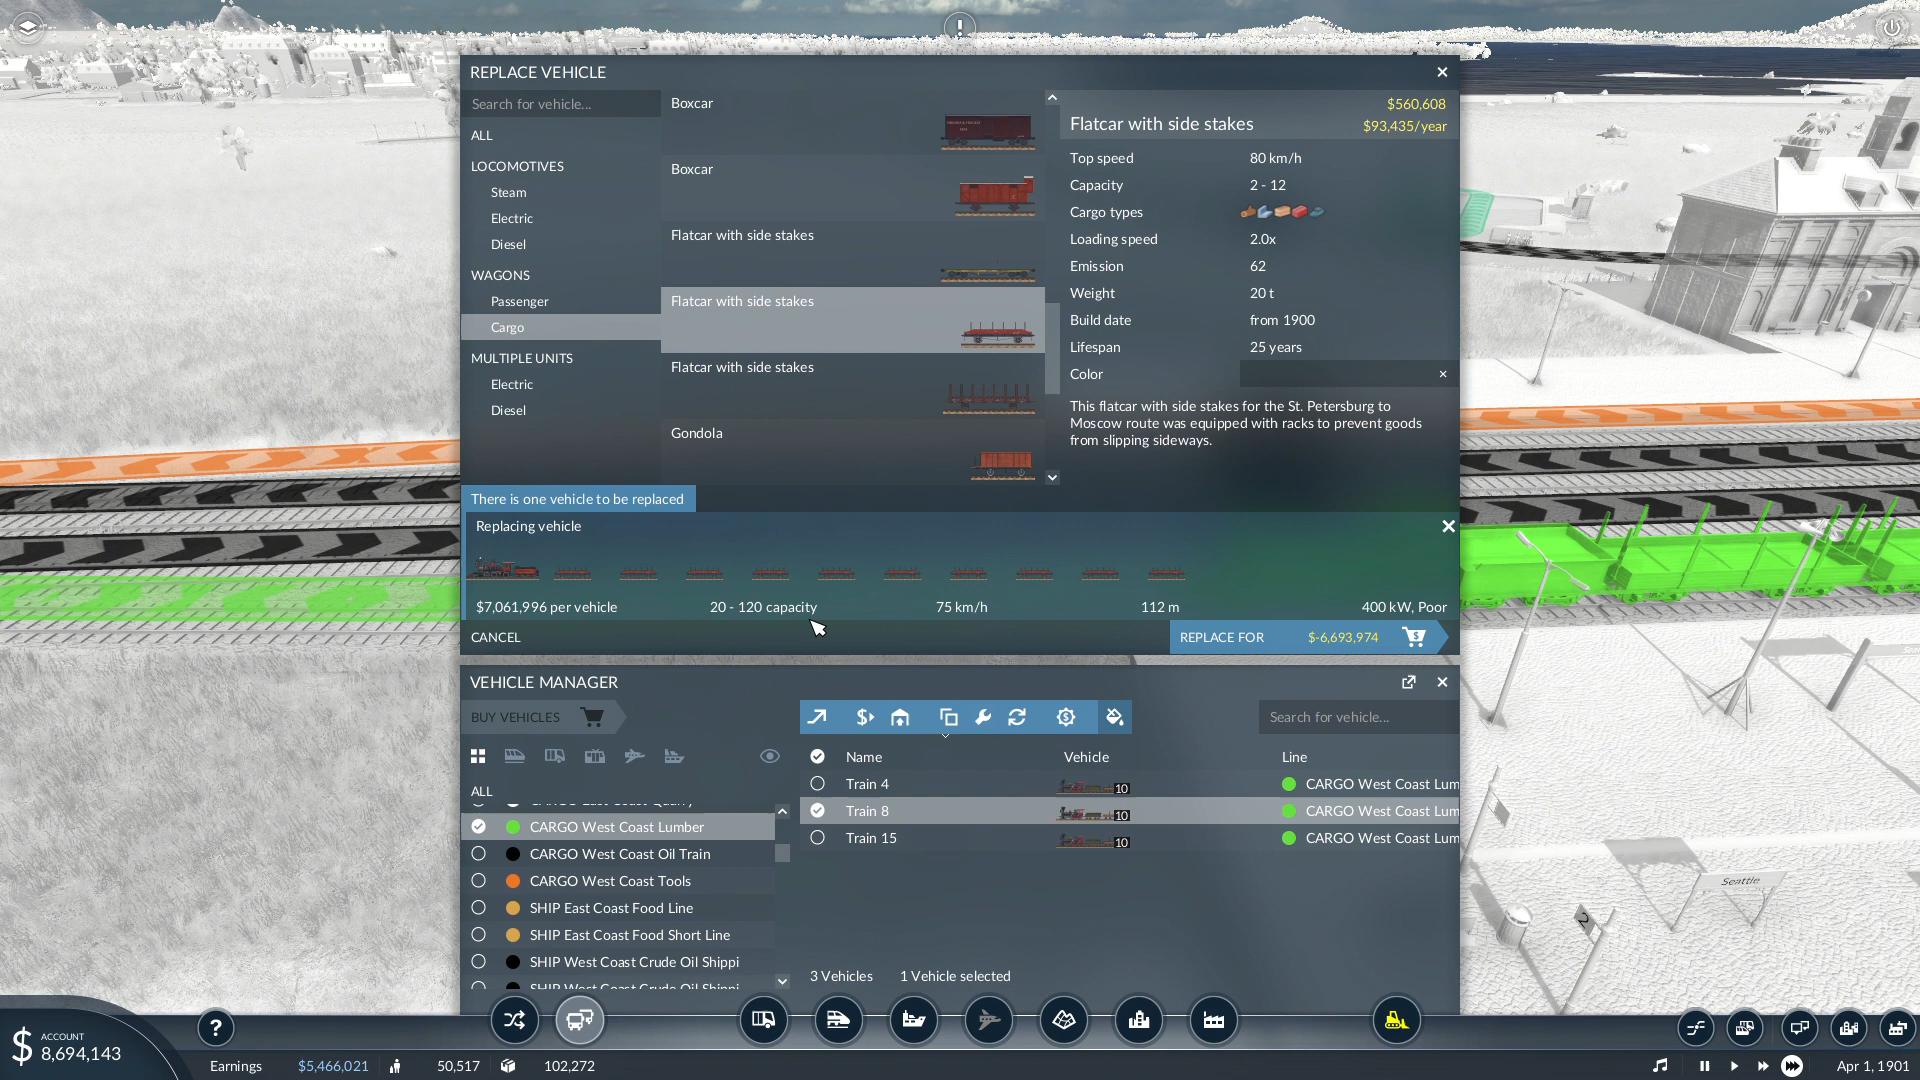 REPLACE VEHICLE
Search for vehicle...
ALL
LOCOMOTIVES
Steam
Electric
Diesel
WAGONS
Passenger
Cargo
MULTIPLE UNITS
Electric
Diesel
Boxcar
Boxcar
Flatcar with side stakes
Flatcar with side stakes
Flatcar with side stakes
Gondola
$560,608
Flatcar with side stakes $93,435/year
Top speed 80 km/h
Capacity 2 - 12
Cargo types
Loading speed 2.0x
Emission 62
Weight 20 t
Build date from 1900
Lifespan 25 years
Color
This flatcar with side stakes for the St. Petersburg to
Moscow route was equipped with racks to prevent goods
from slipping sideways.
There is one vehicle to be replaced
Replacing vehicle
$7,061,996 per vehicle 20 - 120 capacity 75 km/h 112 m 400 kW, Poor
CANCEL
REPLACE FOR $-6,693,974
VEHICLE MANAGER
BUY VEHICLES
Search for vehicle...
ALL
CARGO West Coast Lumber
CARGO West Coast Oil Train
CARGO West Coast Tools
SHIP East Coast Food Line
SHIP East Coast Food Short Line
SHIP West Coast Crude Oil Shippi
SHIP West Coast Crude Oil Shippi
Name Vehicle Line
Train 4 10 CARGO West Coast Lum
Train 8 10 CARGO West Coast Lum
Train 15 10 CARGO West Coast Lum
3 Vehicles 1 Vehicle selected
Seattle
2
?
$ ACCOUNT
8,694,143
Earnings $5,466,021 50,517 102,272
Apr 1, 1901